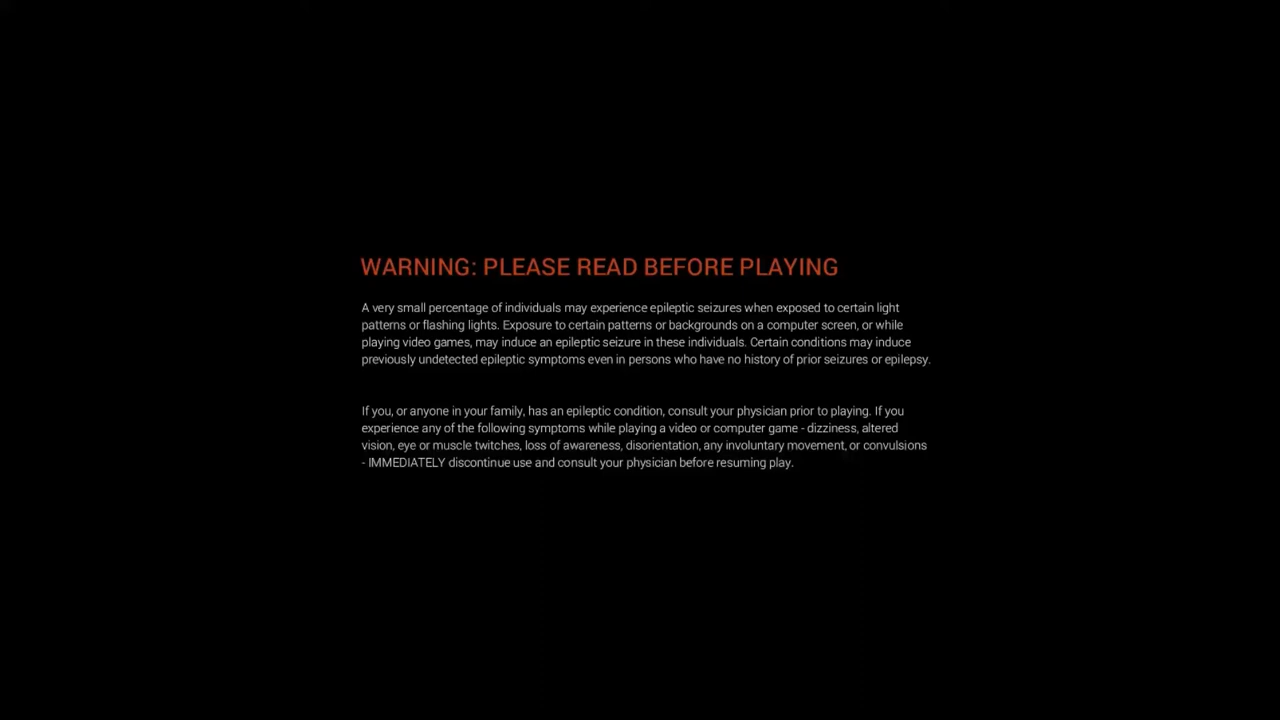 WARNING: PLEASE READ BEFORE PLAYING
A very small percentage of individuals may experience epileptic seizures when exposed to certain light
patterns or flashing lights. Exposure to certain patterns or backgrounds on a computer screen, or while
playing video games, may induce an epileptic seizure in these individuals. Certain conditions may induce
previously undetected epileptic symptoms even in persons who have no history of prior seizures or epilepsy.
If you, or anyone in your family, has an epileptic condition, consult your physician prior to playing. If you
experience any of the following symptoms while playing a video or computer game - dizziness, altered
vision, eye or muscle twitches, loss of awareness, disorientation, any involuntary movement, or convulsions
- IMMEDIATELY discontinue use and consult your physician before resuming play.